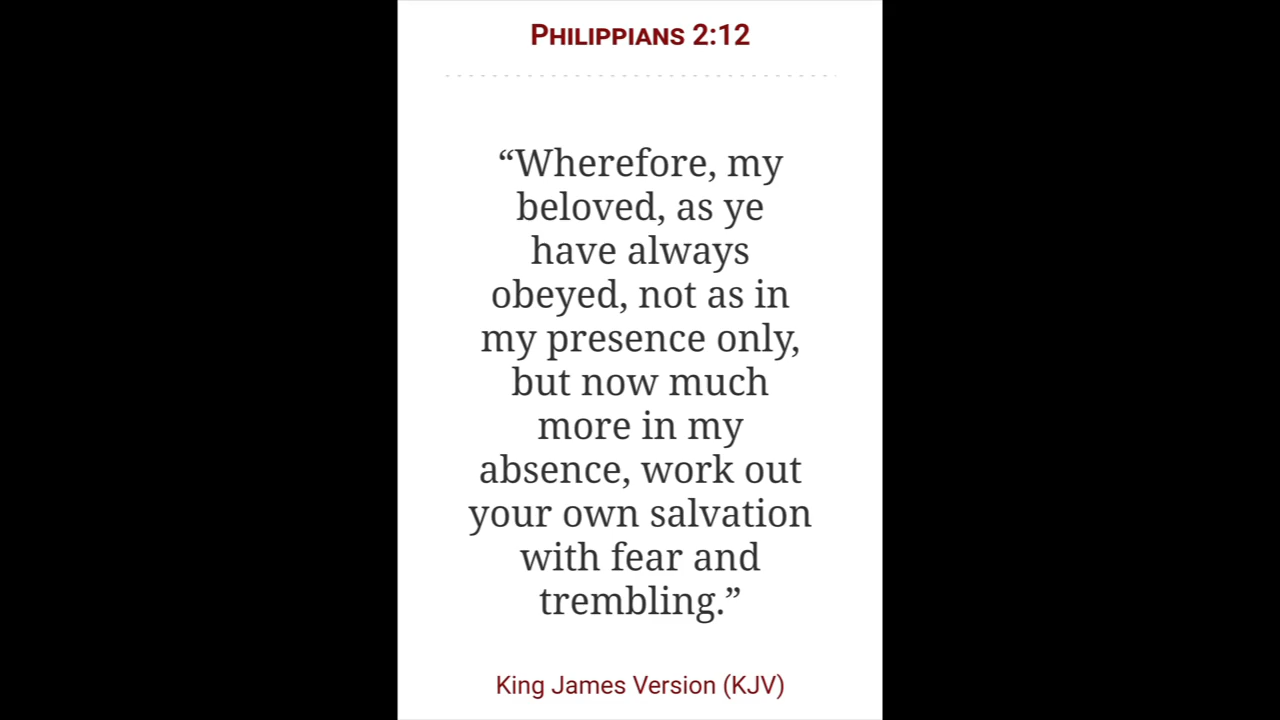 Philippians 2:12
“Wherefore, my
beloved, as ye
have always
obeyed, not as in
my presence only,
but now much
more in my
absence, work out
your own salvation
with fear and
trembling.”
King James Version (KJV)